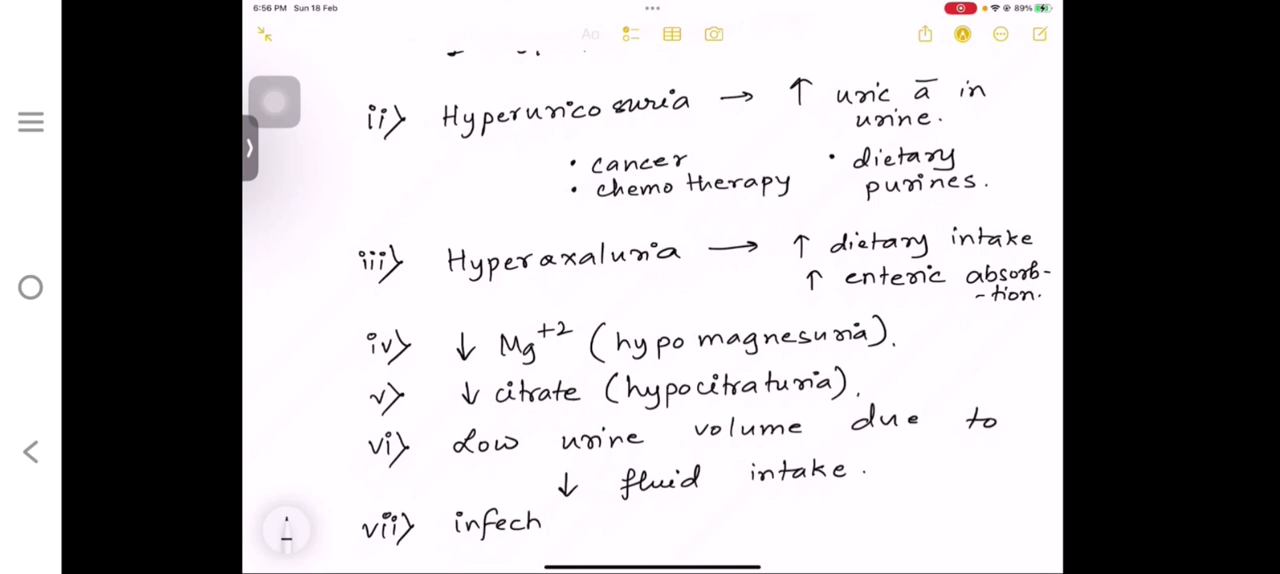 6:56 PM Sun 18 Feb
89%
Aa
ii) Hyperuricosuria → ↑ uric ā in
urine.
• cancer
• chemo therapy
• dietary
purines.
iii) Hyperaxaluria → ↑ dietary intake
↑ enteric absorb-
-tion.
iv) ↓ Mg+2 (hypo magnesuria).
v) ↓ citrate (hypocitraturia).
vi) Low urine volume due to
↓ fluid intake.
vii) infech